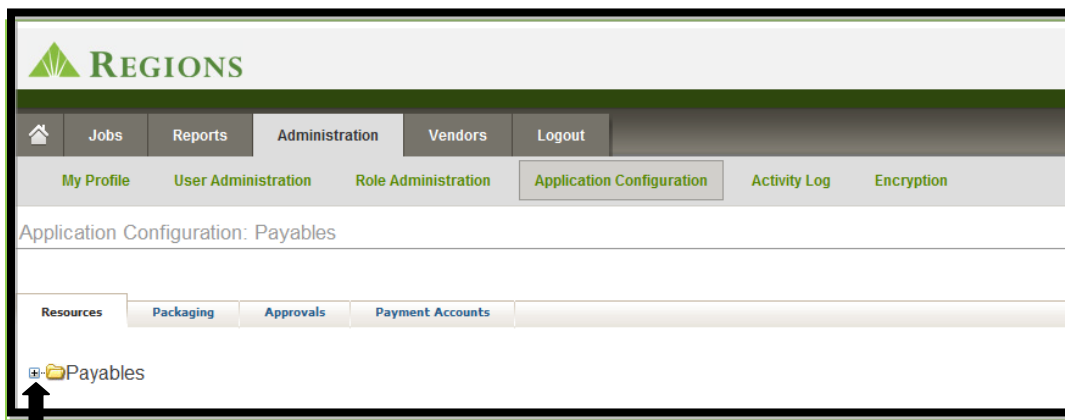 REGIONS
Jobs Reports Administration Vendors Logout
My Profile User Administration Role Administration Application Configuration Activity Log Encryption
Application Configuration: Payables
Resources Packaging Approvals Payment Accounts
Payables